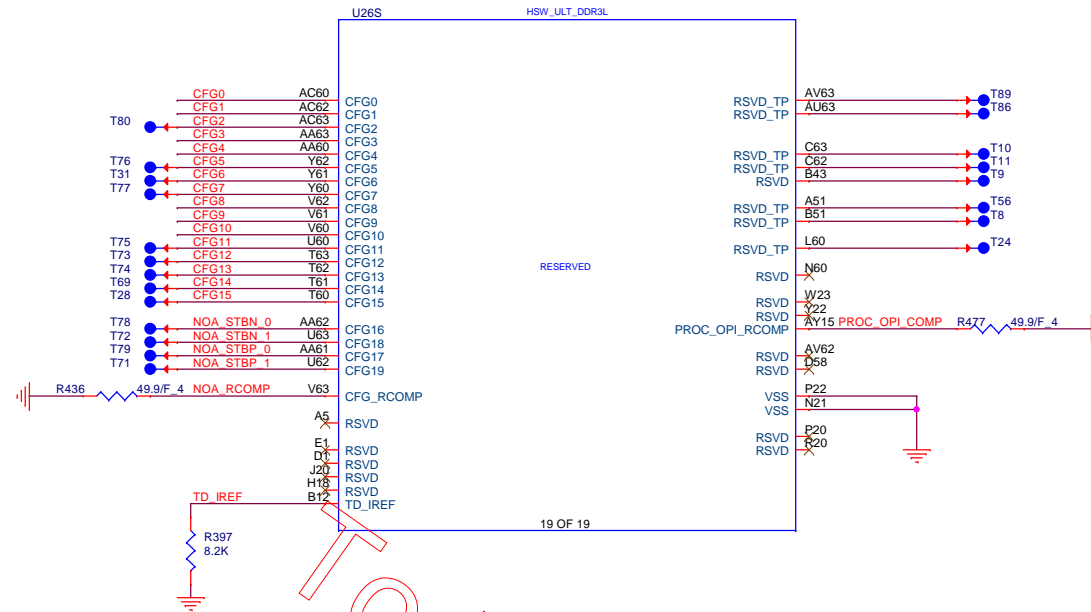 U26S
HSW_ULT_DDR3L
CFG0 AC60 CFG0 RSVD_TP AV63 T89
CFG1 AC62 CFG1 RSVD_TP AU63 T86
T80 CFG2 AC63 CFG2
CFG3 AA63 CFG3
CFG4 AA60 CFG4 RSVD_TP C63 T10
T76 CFG5 Y62 CFG5 RSVD_TP C62 T11
T31 CFG6 Y61 CFG6 RSVD B43 T9
T77 CFG7 Y60 CFG7
CFG8 V62 CFG8 RSVD_TP A51 T56
CFG9 V61 CFG9 RSVD_TP B51 T8
CFG10 V60 CFG10
T75 CFG11 U60 CFG11 RSVD_TP L60 T24
T73 CFG12 T63 CFG12
T74 CFG13 T62 CFG13 RESERVED RSVD N60
T69 CFG14 T61 CFG14
T28 CFG15 T60 CFG15 RSVD W23
RSVD Y22
T78 NOA_STBN_0 AA62 CFG16 PROC_OPI_RCOMP AY15 PROC_OPI_COMP R477 49.9/F_4
T72 NOA_STBN_1 U63 CFG18
T79 NOA_STBP_0 AA61 CFG17 RSVD AV62
T71 NOA_STBP_1 U62 CFG19 RSVD D58
R436 49.9/F_4 NOA_RCOMP V63 CFG_RCOMP VSS P22
VSS N21
A5 RSVD
RSVD P20
E1 RSVD RSVD R20
D1 RSVD
J20 RSVD
H18 RSVD
TD_IREF B12 TD_IREF
19 OF 19
R397
8.2K